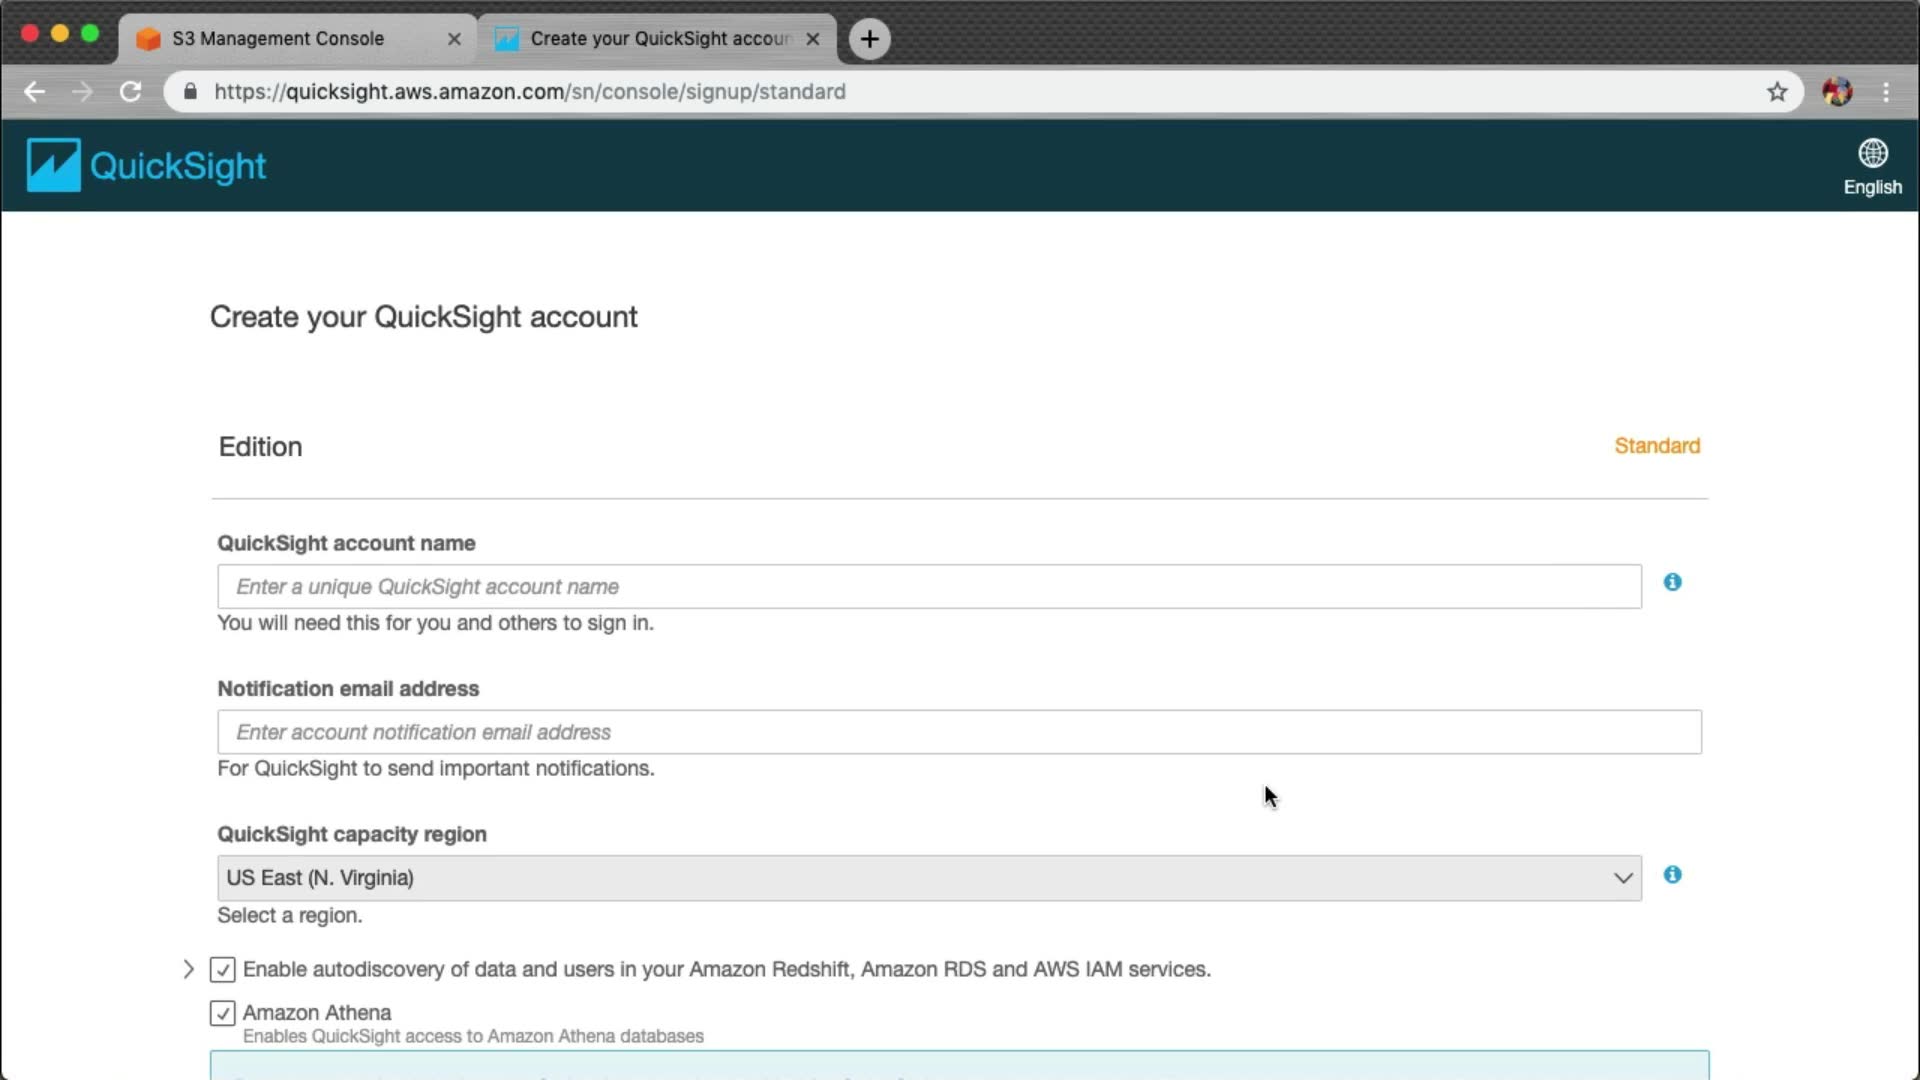 S3 Management Console
Create your QuickSight accoun
https://quicksight.aws.amazon.com/sn/console/signup/standard
QuickSight
English
Create your QuickSight account
Edition
Standard
QuickSight account name
Enter a unique QuickSight account name
You will need this for you and others to sign in.
Notification email address
Enter account notification email address
For QuickSight to send important notifications.
QuickSight capacity region
US East (N. Virginia)
Select a region.
Enable autodiscovery of data and users in your Amazon Redshift, Amazon RDS and AWS IAM services.
Amazon Athena
Enables QuickSight access to Amazon Athena databases